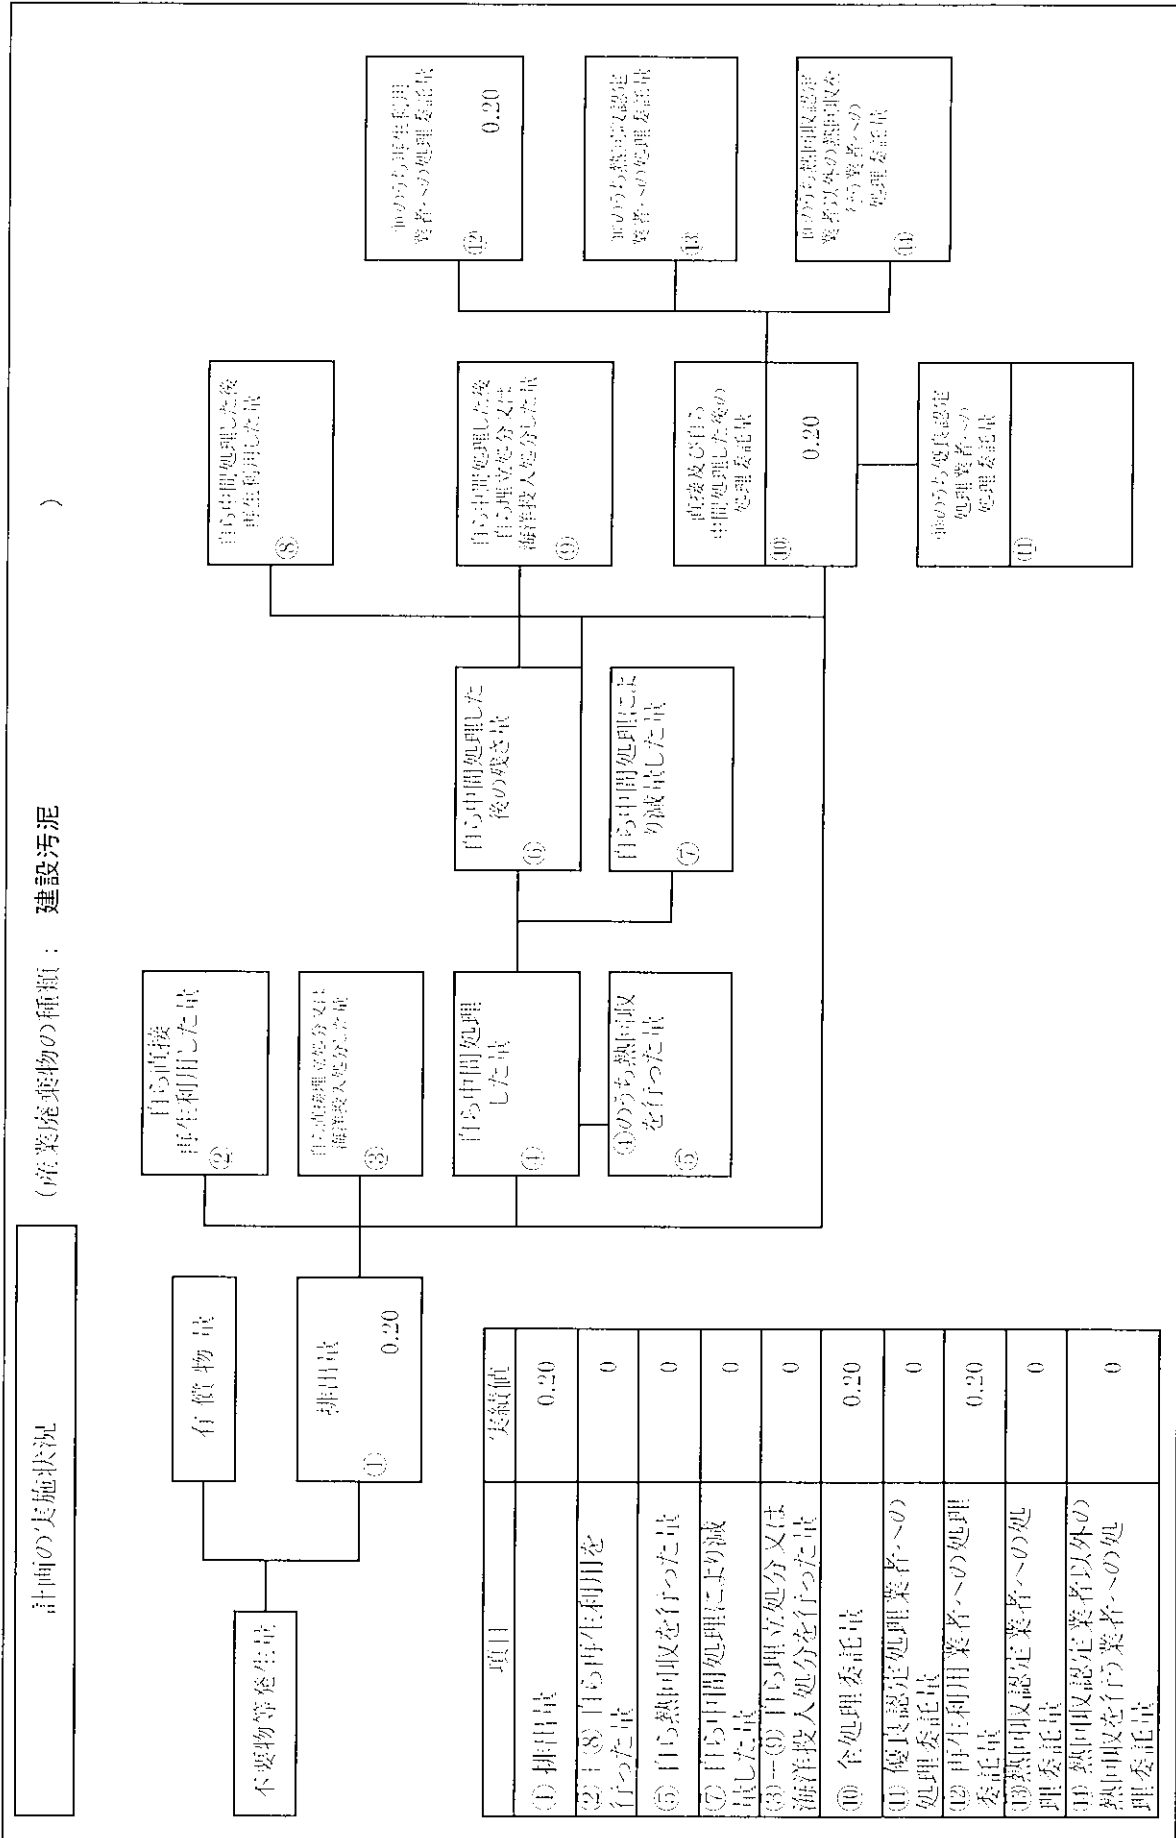 計画の実施状況
(産業廃棄物の種類： 建設汚泥
)
不要物等発生量
有償物量
① 排出量
0.20
② 自ら直接
再生利用した量
③ 自ら直接埋立処分又は
海洋投入処分した量
④ 自ら中間処理
した量
⑤ ④のうち熱回収
を行った量
⑥ 自ら中間処理した
後の残さ量
⑦ 自ら中間処理によ
り減量した量
⑧ 自ら中間処理した後
再生利用した量
⑨ 自ら中間処理した後
自ら埋立処分又は
海洋投入処分した量
直接及び自ら
中間処理した後の
処理委託量
⑩ 0.20
⑩のうち優良認定
処理業者への
処理委託量
⑪
⑩のうち再生利用
業者への処理委託量
⑫ 0.20
⑩のうち熱回収認定
業者への処理委託量
⑬
⑩のうち熱回収認定
業者以外の熱回収を
行う業者への
処理委託量
⑭
項目 実績値
① 排出量 0.20
②＋⑧ 自ら再生利用を
行った量 0
⑤ 自ら熱回収を行った量 0
⑦ 自ら中間処理により減
量した量 0
③＋⑨ 自ら埋立処分又は
海洋投入処分を行った量 0
⑩ 全処理委託量 0.20
⑪ 優良認定処理業者への
処理委託量 0
⑫ 再生利用業者への処理
委託量 0.20
⑬ 熱回収認定業者への処
理委託量 0
⑭ 熱回収認定業者以外の
熱回収を行う業者への処
理委託量 0